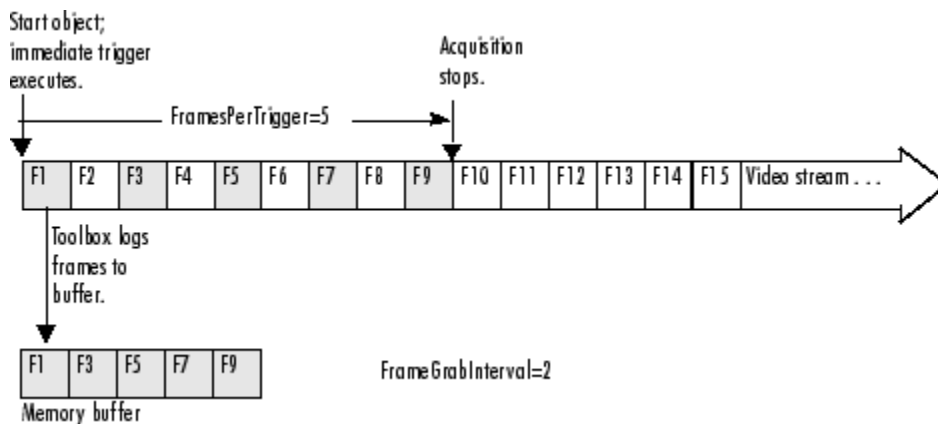 Start object;
immediate trigger
executes.
Acquisition
stops.
FramesPerTrigger=5
F1 F2 F3 F4 F5 F6 F7 F8 F9 F10 F11 F12 F13 F14 F15 Video stream . . .
Toolbox logs
frames to
buffer.
F1 F3 F5 F7 F9
FrameGrabInterval=2
Memory buffer